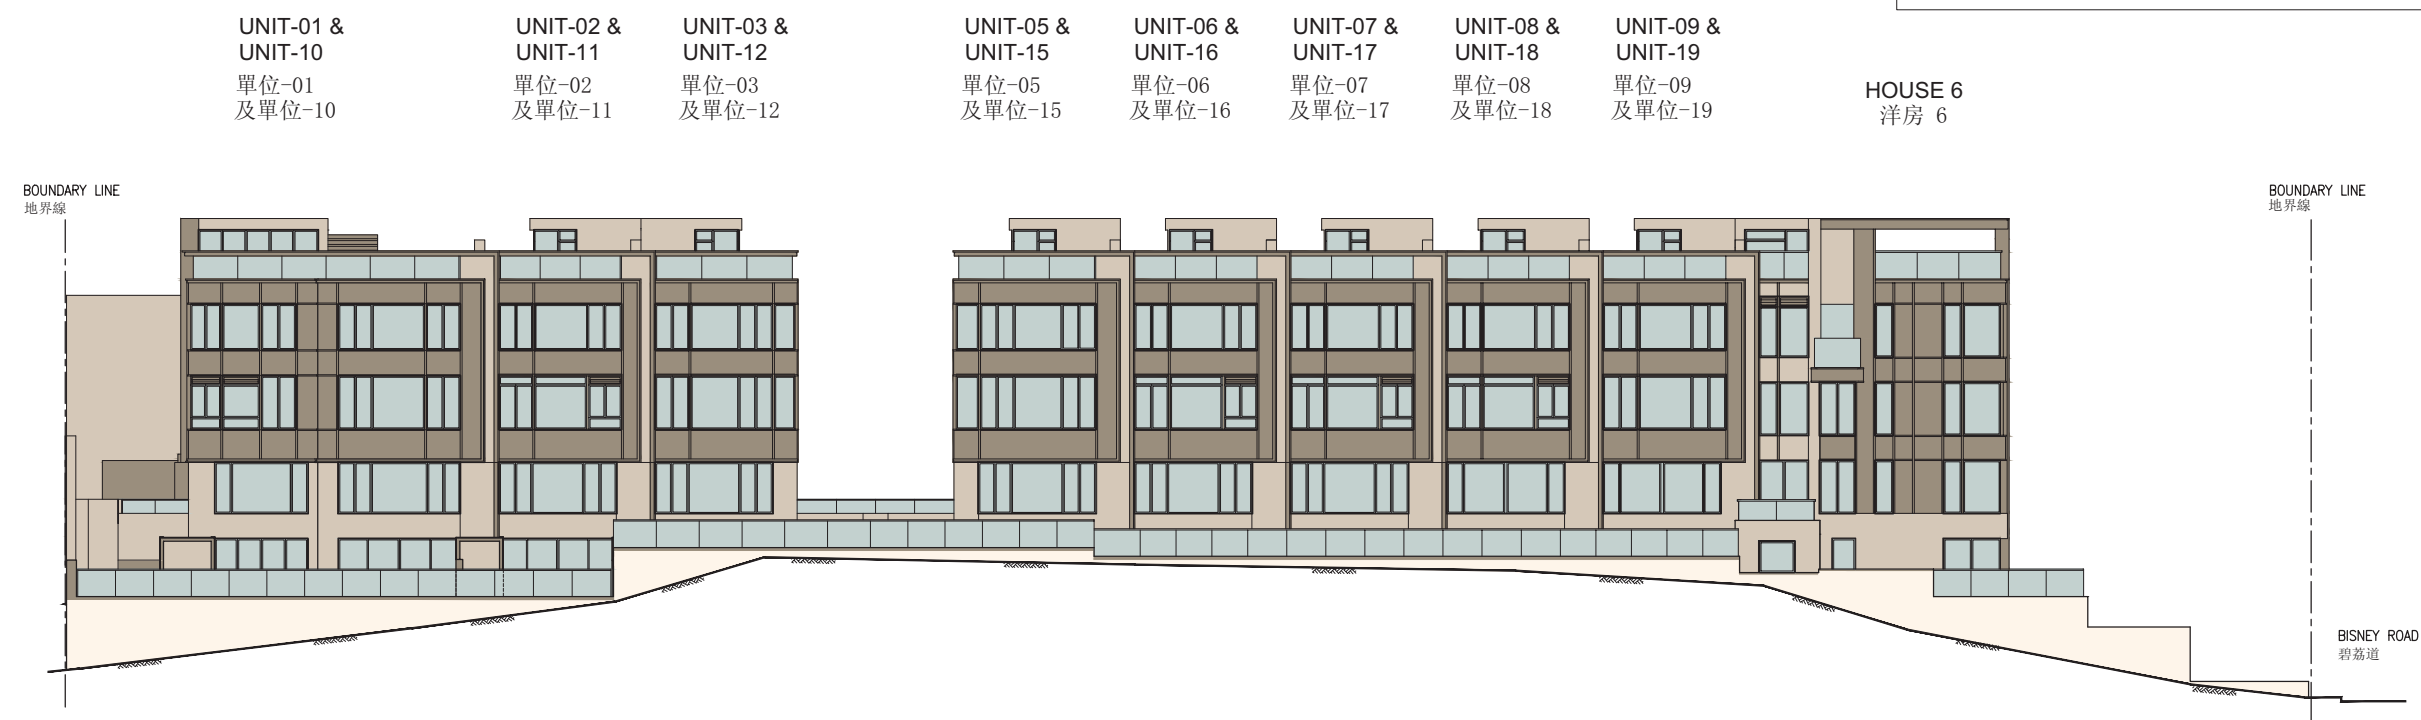 UNIT-01 &
UNIT-10
單位-01
及單位-10
UNIT-02 &
UNIT-11
單位-02
及單位-11
UNIT-03 &
UNIT-12
單位-03
及單位-12
UNIT-05 &
UNIT-15
單位-05
及單位-15
UNIT-06 &
UNIT-16
單位-06
及單位-16
UNIT-07 &
UNIT-17
單位-07
及單位-17
UNIT-08 &
UNIT-18
單位-08
及單位-18
UNIT-09 &
UNIT-19
單位-09
及單位-19
HOUSE 6
洋房 6
BOUNDARY LINE
地界線
BOUNDARY LINE
地界線
BISNEY ROAD
碧荔道